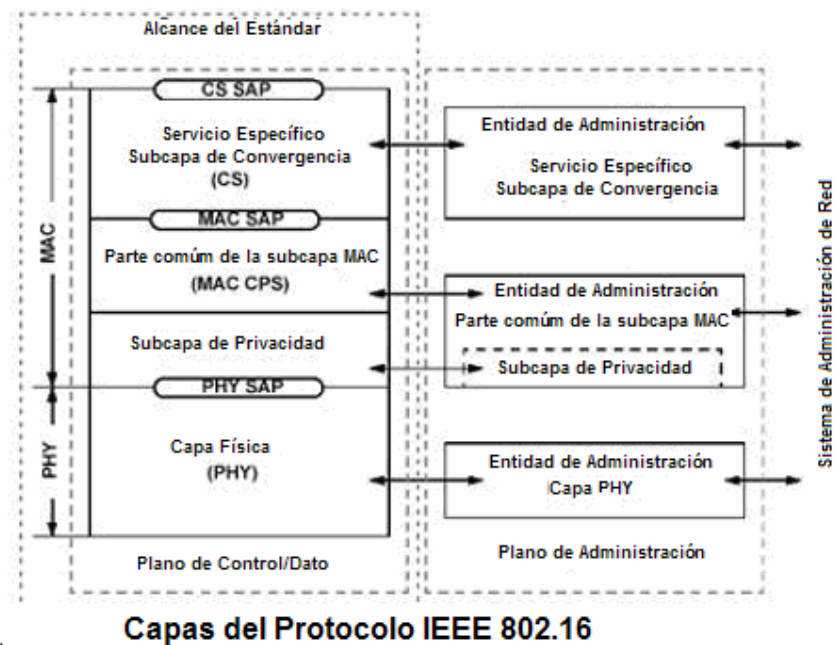 Alcance del Estándar
CS SAP
Servicio Específico
Subcapa de Convergencia
(CS)
MAC SAP
Parte comúm de la subcapa MAC
(MAC CPS)
Subcapa de Privacidad
PHY SAP
Capa Física
(PHY)
Plano de Control/Dato
MAC
PHY
Entidad de Administración
Servicio Específico
Subcapa de Convergencia
Entidad de Administración
Parte comúm de la subcapa MAC
Subcapa de Privacidad
Entidad de Administración
Capa PHY
Plano de Administración
Sistema de Administración de Red
Capas del Protocolo IEEE 802.16